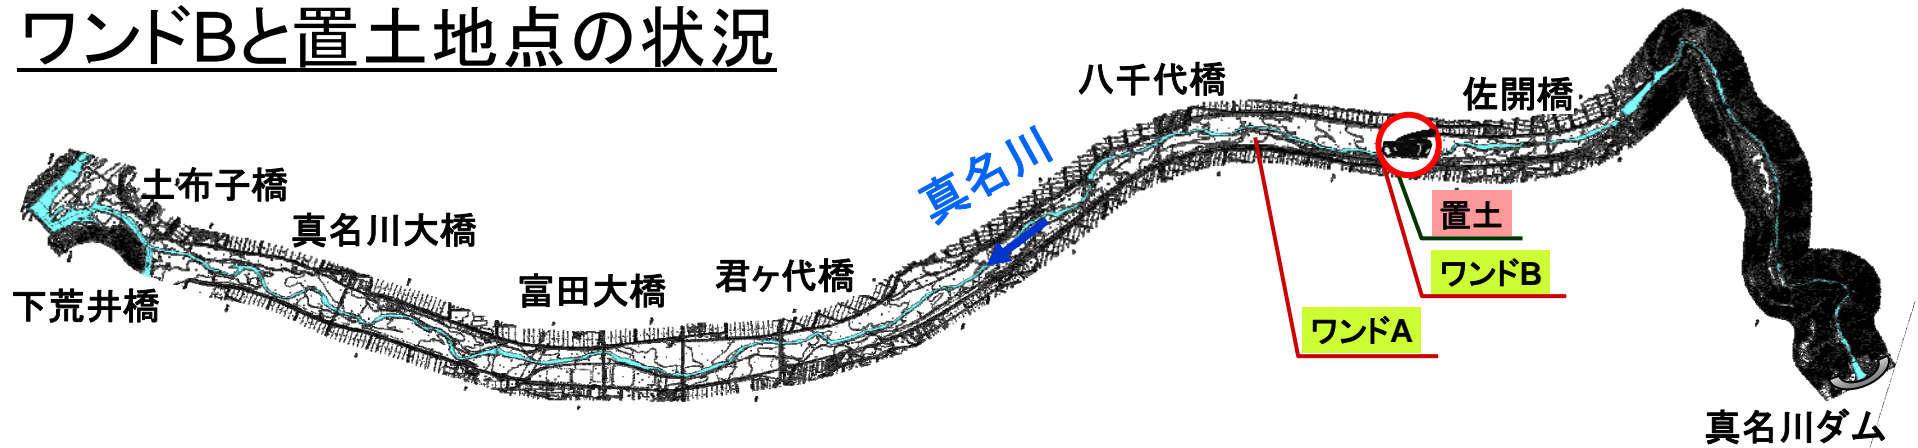 ワンドBと置土地点の状況
八千代橋
佐開橋
真名川
土布子橋
真名川大橋
置土
ワンドB
君ヶ代橋
富田大橋
下荒井橋
ワンドA
真名川ダム